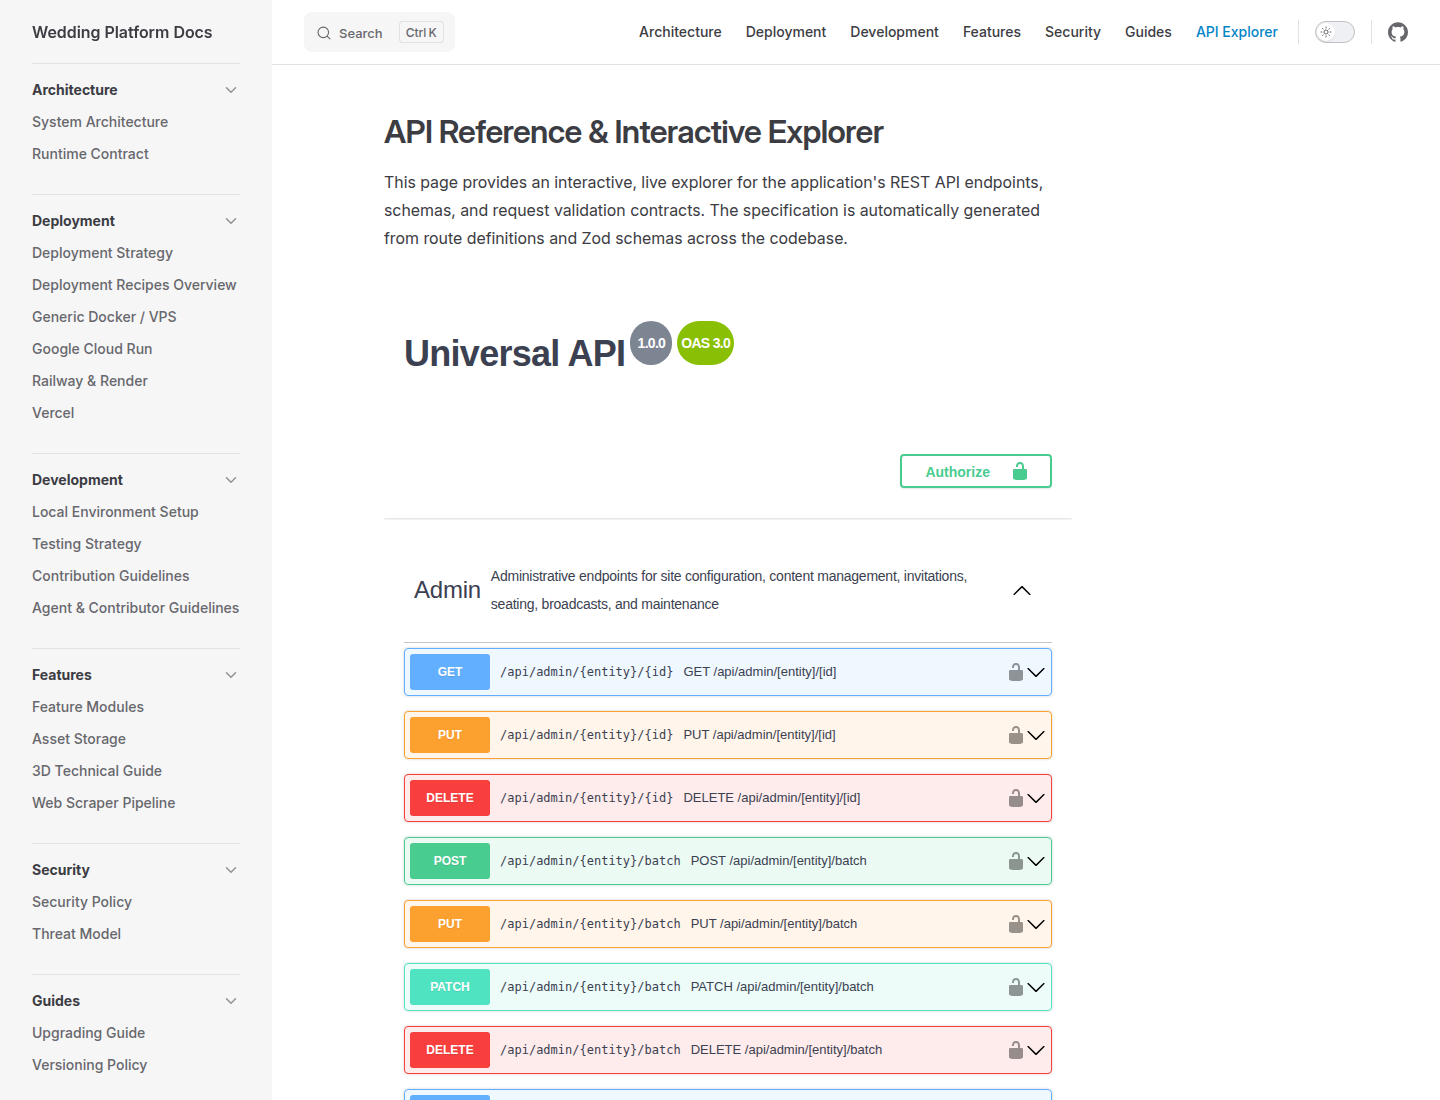 Wedding Platform Docs
Search
Ctrl K
Architecture
Deployment
Development
Features
Security
Guides
API Explorer
Architecture
System Architecture
Runtime Contract
Deployment
Deployment Strategy
Deployment Recipes Overview
Generic Docker / VPS
Google Cloud Run
Railway & Render
Vercel
Development
Local Environment Setup
Testing Strategy
Contribution Guidelines
Agent & Contributor Guidelines
Features
Feature Modules
Asset Storage
3D Technical Guide
Web Scraper Pipeline
Security
Security Policy
Threat Model
Guides
Upgrading Guide
Versioning Policy
API Reference & Interactive Explorer
This page provides an interactive, live explorer for the application's REST API endpoints,
schemas, and request validation contracts. The specification is automatically generated
from route definitions and Zod schemas across the codebase.
Universal API 1.0.0 OAS 3.0
Authorize
Admin
Administrative endpoints for site configuration, content management, invitations,
seating, broadcasts, and maintenance
GET /api/admin/{entity}/{id} GET /api/admin/[entity]/[id]
PUT /api/admin/{entity}/{id} PUT /api/admin/[entity]/[id]
DELETE /api/admin/{entity}/{id} DELETE /api/admin/[entity]/[id]
POST /api/admin/{entity}/batch POST /api/admin/[entity]/batch
PUT /api/admin/{entity}/batch PUT /api/admin/[entity]/batch
PATCH /api/admin/{entity}/batch PATCH /api/admin/[entity]/batch
DELETE /api/admin/{entity}/batch DELETE /api/admin/[entity]/batch